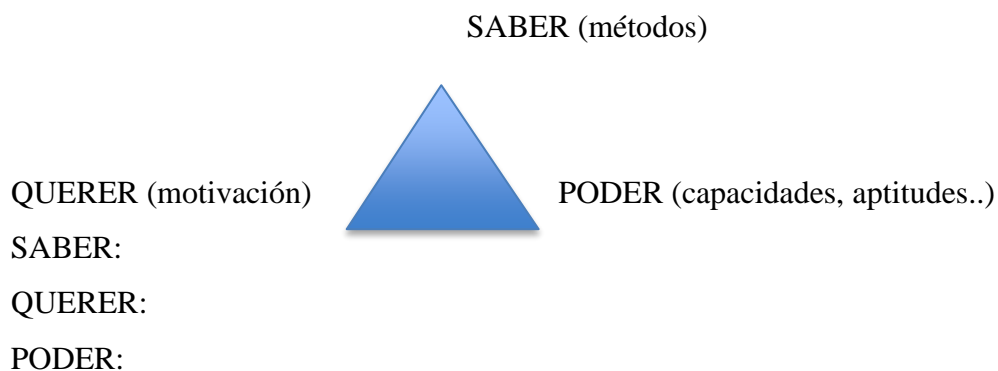 SABER (métodos)
QUERER (motivación) PODER (capacidades, aptitudes..)
SABER:
QUERER:
PODER: